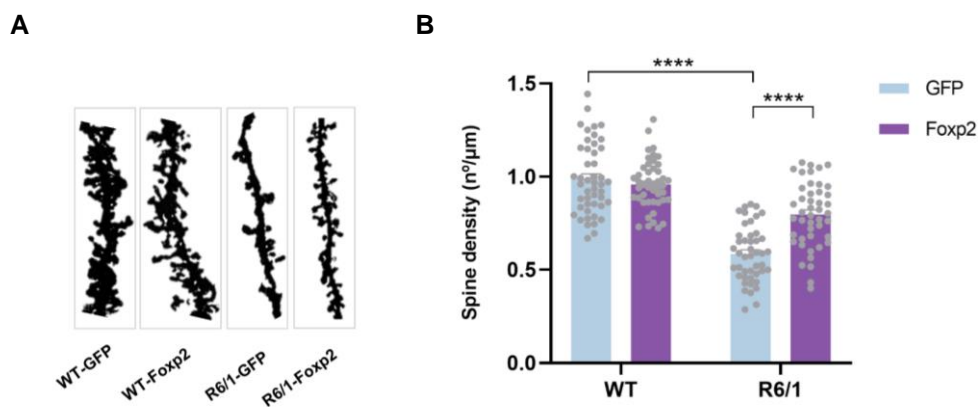 A
WT-GFP
WT-Foxp2
R6/1-GFP
R6/1-Foxp2
B
Spine density (nº/µm)
1.5
1.0
0.5
0.0
****
****
WT
R6/1
GFP
Foxp2